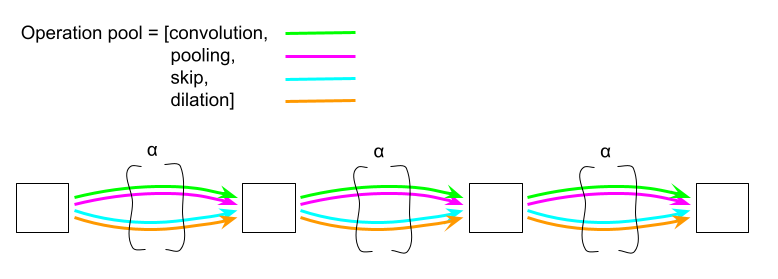 Operation pool = [convolution,
pooling,
skip,
dilation]
α
α
α